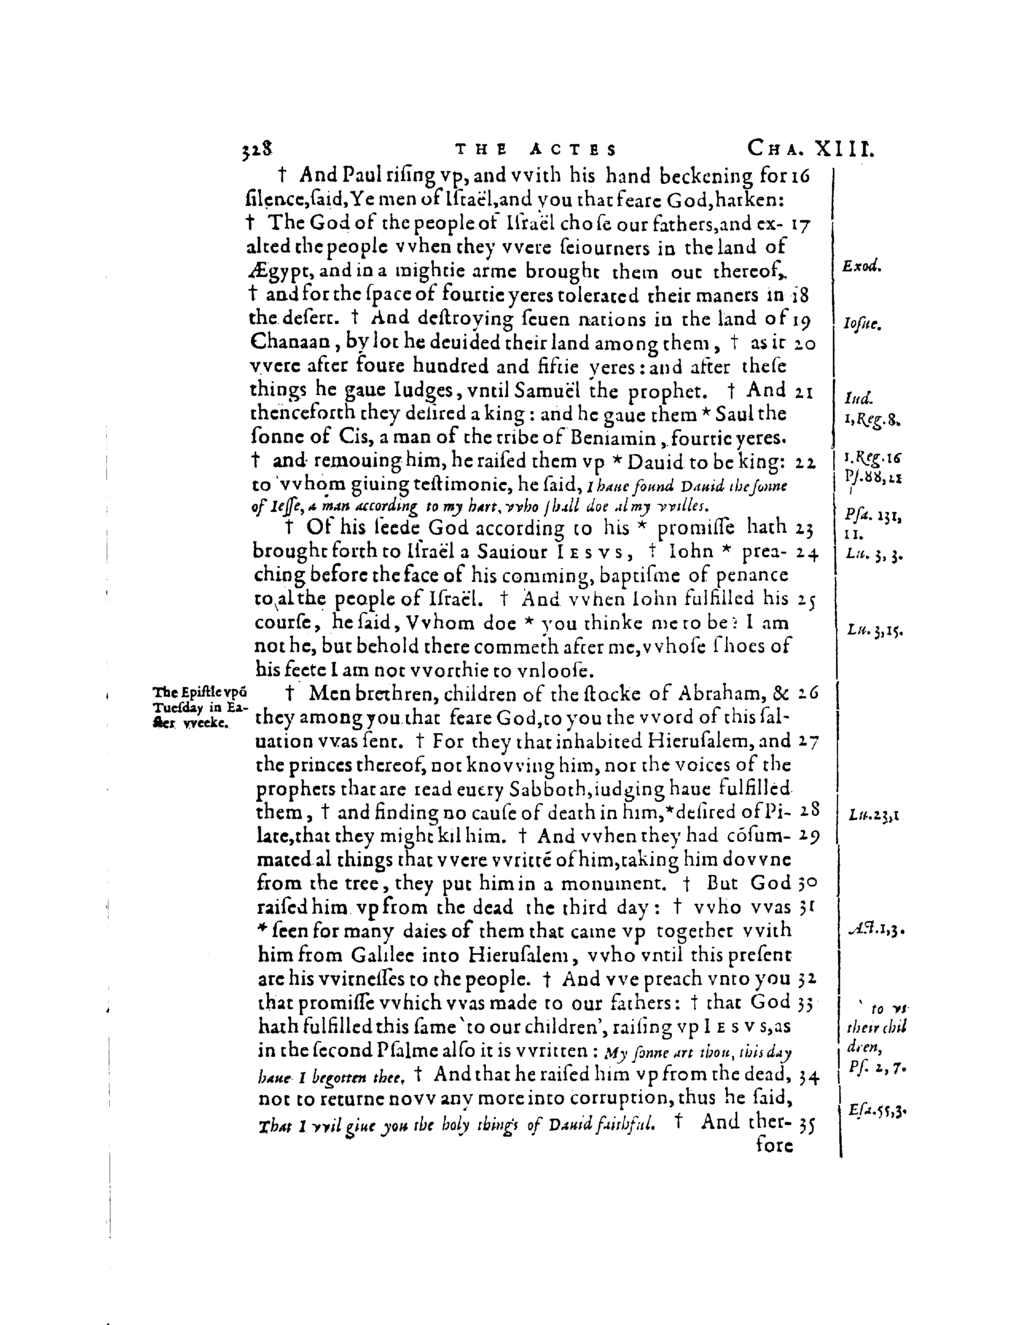 328 THE ACTES CHA. XIII.
† And Paul riſing vp, and vvith his hand beckening for 16
ſilence, ſaid, Ye men of Iſraël, and you that feare God, harken:
† The God of the people of Iſraël choſe our fathers, and ex- 17
alted the people vvhen they vvere ſeiourners in the land of
Ægypt, and in a mightie arme brought them out thereof,
Exod.
† and for the ſpace of fourtie yeres tolerated their maners in 18
the deſert. † And deſtroying ſeuen nations in the land of 19
Ioſue.
Chanaan, by lot he deuided their land among them, † as it 20
vvere after foure hundred and fiftie yeres: and after theſe
things he gaue Iudges, vntil Samuël the prophet. † And 21
Iud.
thenceforth they deſired a king: and he gaue them * Saul the
1, Reg. 8.
ſonne of Cis, a man of the tribe of Beniamin, fourtie yeres.
† and remouing him, he raiſed them vp * Dauid to be king: 22
1. Reg. 16
to 'vvhom giuing teſtimonie, he ſaid, I haue found Dauid the ſonne
Pſ. 88, 21
of Ieſſe, a man according to my hart, vvho ſhall doe al my vvilles.
† Of his ſeede God according to his * promiſſe hath 23
Pſa. 131,
11.
brought forth to Iſraël a Sauiour IESVS, † Iohn * prea- 24
Lu. 3, 3.
ching before the face of his comming, baptiſme of penance
to al the people of Iſraël. † And vvhen Iohn fulfilled his 25
courſe, he ſaid, Vvhom doe * you thinke me to be? I am
Lu. 3, 15.
not he, but behold there commeth after me, vvhoſe ſhoes of
his feete I am not vvorthie to vnlooſe.
The Epiſtle vpō
Tueſday in Ea-
ſter vveeke.
† Men brethren, children of the ſtocke of Abraham, & 26
they among you that feare God, to you the vvord of this ſal-
uation vvas ſent. † For they that inhabited Hieruſalem, and 27
the princes thereof, not knovving him, nor the voices of the
prophets that are read euery Sabboth, iudging haue fulfilled
them, † and finding no cauſe of death in him, *deſired of Pi- 28
Lu. 23, 1
late, that they might kil him. † And vvhen they had cōſum- 29
mated al things that vvere vvrittē of him, taking him dovvne
from the tree, they put him in a monument. † But God 30
raiſed him vp from the dead the third day: † vvho vvas 31
* ſeen for many daies of them that came vp together vvith
Act. 1, 3.
him from Galilee into Hieruſalem, vvho vntil this preſent
are his vvitneſſes to the people. † And vve preach vnto you 32
that promiſſe vvhich vvas made to our fathers: † that God 33
hath fulfilled this ſame 'to our children', raiſing vp IESVS, as
' to vs
their chil
dren,
in the ſecond Pſalme alſo it is vvritten: My ſonne art thou, this day
Pſ. 2, 7.
haue I begotten thee, † And that he raiſed him vp from the dead, 34
not to returne novv any more into corruption, thus he ſaid,
Eſa. 55, 3.
That I vvil giue you the holy things of Dauid faithful. † And ther- 35
fore